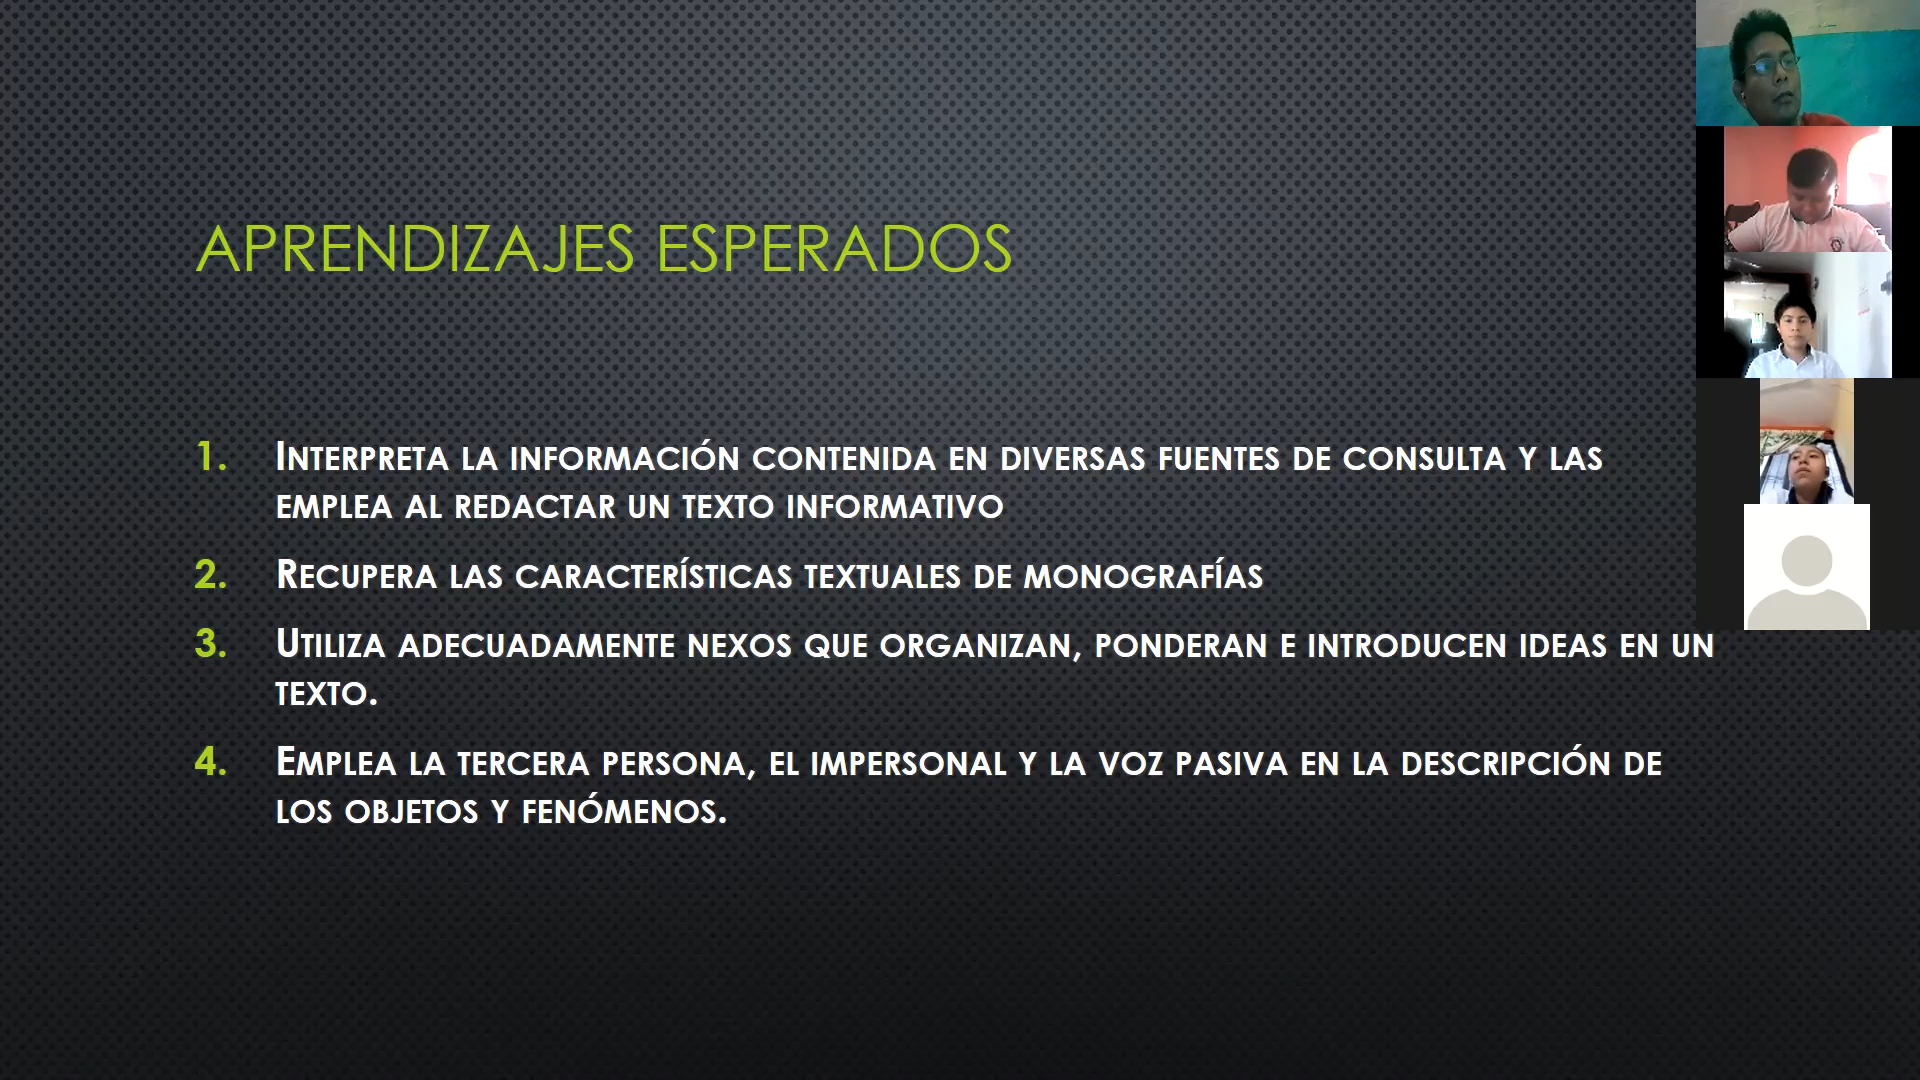 APRENDIZAJES ESPERADOS
1. INTERPRETA LA INFORMACIÓN CONTENIDA EN DIVERSAS FUENTES DE CONSULTA Y LAS
EMPLEA AL REDACTAR UN TEXTO INFORMATIVO
2. RECUPERA LAS CARACTERÍSTICAS TEXTUALES DE MONOGRAFÍAS
3. UTILIZA ADECUADAMENTE NEXOS QUE ORGANIZAN, PONDERAN E INTRODUCEN IDEAS EN UN
TEXTO.
4. EMPLEA LA TERCERA PERSONA, EL IMPERSONAL Y LA VOZ PASIVA EN LA DESCRIPCIÓN DE
LOS OBJETOS Y FENÓMENOS.